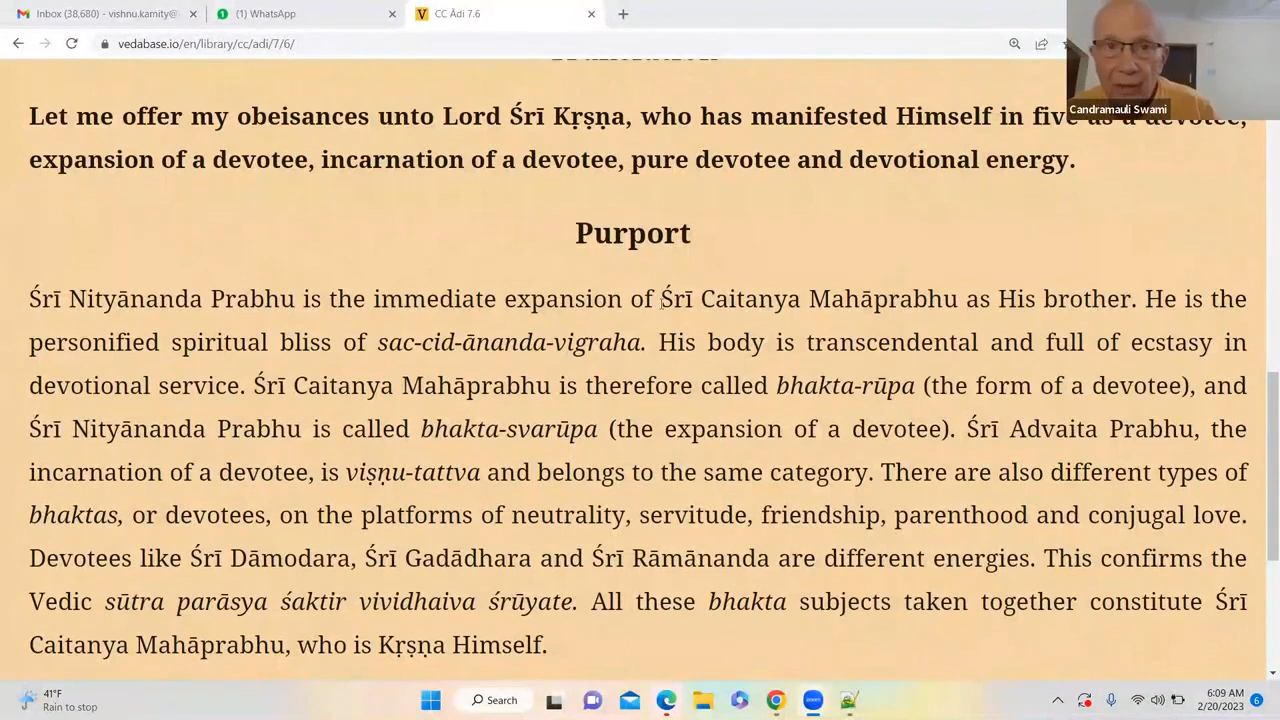 Inbox (38,680) - vishnu.kamity@
(1) WhatsApp
CC Ādi 7.6
vedabase.io/en/library/cc/adi/7/6/
Candramauli Swami
Let me offer my obeisances unto Lord Śrī Kṛṣṇa, who has manifested Himself in five as a devotee,
expansion of a devotee, incarnation of a devotee, pure devotee and devotional energy.
Purport
Śrī Nityānanda Prabhu is the immediate expansion of Śrī Caitanya Mahāprabhu as His brother. He is the
personified spiritual bliss of sac-cid-ānanda-vigraha. His body is transcendental and full of ecstasy in
devotional service. Śrī Caitanya Mahāprabhu is therefore called bhakta-rūpa (the form of a devotee), and
Śrī Nityānanda Prabhu is called bhakta-svarūpa (the expansion of a devotee). Śrī Advaita Prabhu, the
incarnation of a devotee, is viṣṇu-tattva and belongs to the same category. There are also different types of
bhaktas, or devotees, on the platforms of neutrality, servitude, friendship, parenthood and conjugal love.
Devotees like Śrī Dāmodara, Śrī Gadādhara and Śrī Rāmānanda are different energies. This confirms the
Vedic sūtra parāsya śaktir vividhaiva śrūyate. All these bhakta subjects taken together constitute Śrī
Caitanya Mahāprabhu, who is Kṛṣṇa Himself.
41°F
Rain to stop
Search
6:09 AM
2/20/2023
6